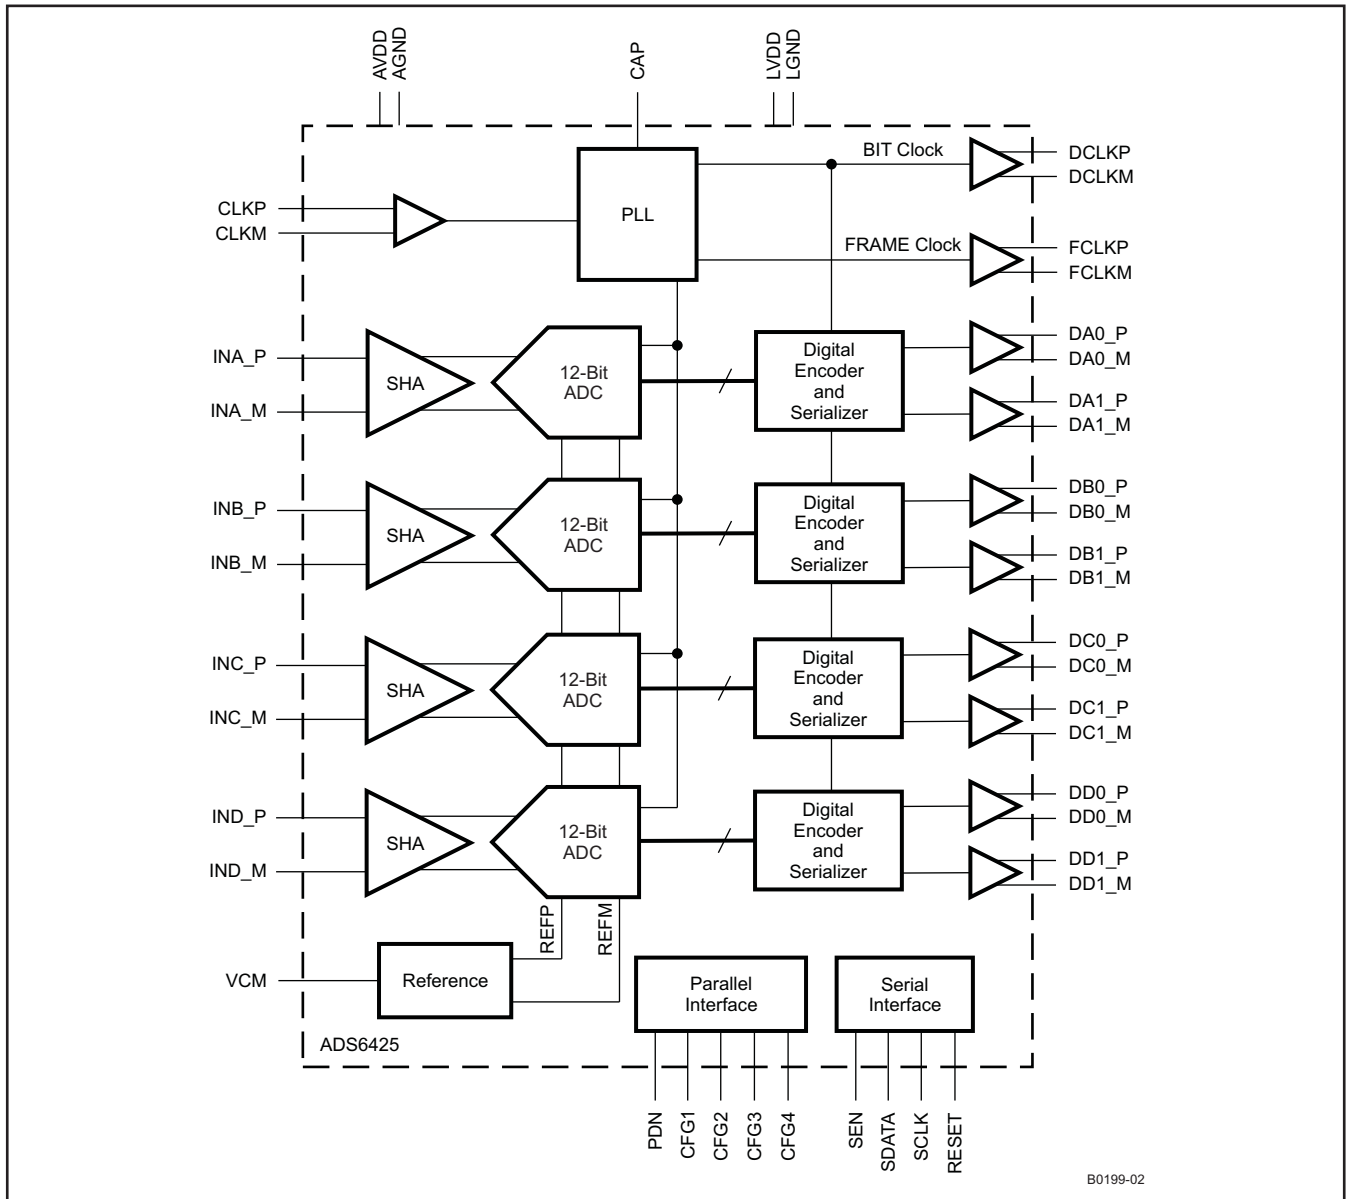 AVDD
AGND
CAP
LVDD
LGND
BIT Clock
DCLKP
DCLKM
CLKP
CLKM
PLL
FRAME Clock
FCLKP
FCLKM
INA_P
INA_M
SHA
12-Bit
ADC
Digital
Encoder
and
Serializer
DA0_P
DA0_M
DA1_P
DA1_M
INB_P
INB_M
SHA
12-Bit
ADC
Digital
Encoder
and
Serializer
DB0_P
DB0_M
DB1_P
DB1_M
INC_P
INC_M
SHA
12-Bit
ADC
Digital
Encoder
and
Serializer
DC0_P
DC0_M
DC1_P
DC1_M
IND_P
IND_M
SHA
12-Bit
ADC
Digital
Encoder
and
Serializer
DD0_P
DD0_M
DD1_P
DD1_M
REFP
REFM
VCM
Reference
Parallel
Interface
Serial
Interface
ADS6425
PDN
CFG1
CFG2
CFG3
CFG4
SEN
SDATA
SCLK
RESET
B0199-02